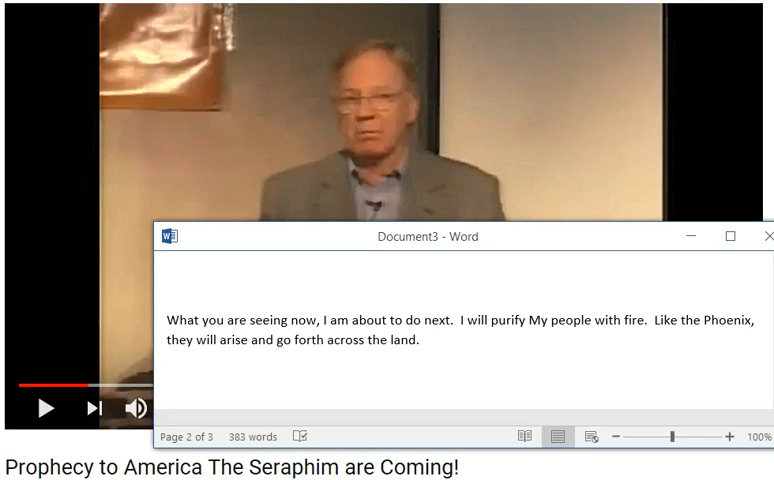 Document3 - Word
What you are seeing now, I am about to do next.  I will purify My people with fire.  Like the Phoenix,
they will arise and go forth across the land.
Page 2 of 3 383 words 100%
Prophecy to America The Seraphim are Coming!